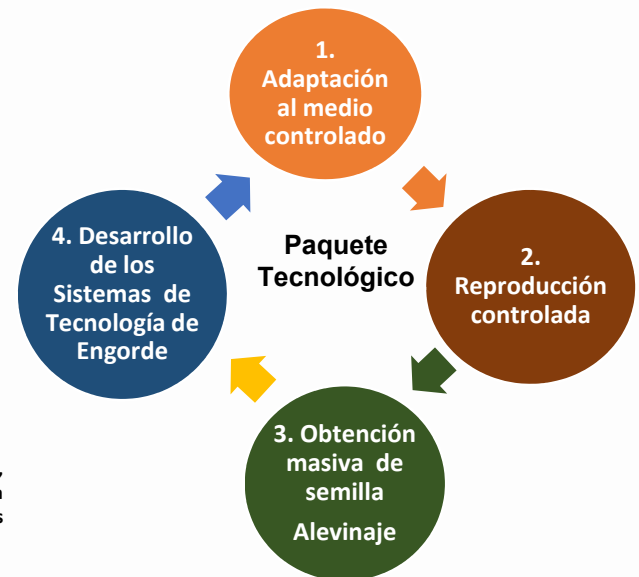 1.
Adaptación
al medio
controlado
Paquete
Tecnológico
2.
Reproducción
controlada
3. Obtención
masiva de
semilla
Alevinaje
4. Desarrollo
de los
Sistemas de
Tecnología de
Engorde